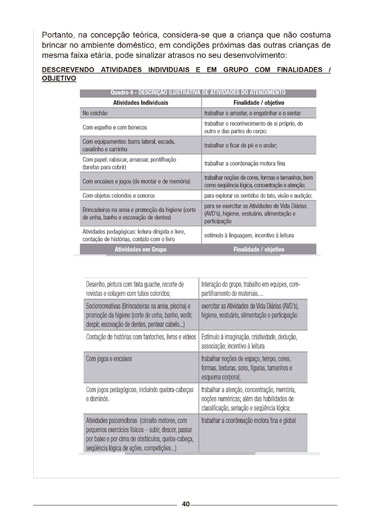 Portanto, na concepção teórica, considera-se que a criança que não costuma
brincar no ambiente doméstico, em condições próximas das outras crianças de
mesma faixa etária, pode sinalizar atrasos no seu desenvolvimento:
DESCREVENDO ATIVIDADES INDIVIDUAIS E EM GRUPO COM FINALIDADES /
OBJETIVO
Quadro 4 - DESCRIÇÃO ILUSTRATIVA DE ATIVIDADES DO ATENDIMENTO
Atividades Individuais Finalidade / objetivo
No colchão trabalhar o arrastar, o engatinhar e o sentar
Com espelho e com bonecos trabalhar o reconhecimento de si próprio, do
outro e das partes do corpo;
Com equipamentos: barra lateral, escada,
cavalinho e carrinho trabalhar o ficar de pé e o andar;
Com papel: rabiscar, amassar, pontilhação
(tarefas para cobrir) trabalhar a coordenação motora fina
Com encaixes e jogos (de montar e de memória) trabalhar noções de cores, formas e tamanhos, bem
como seqüência lógica, concentração e atenção;
Com objetos coloridos e sonoros para explorar os sentidos do tato, visão e audição;
Brincadeiras na areia e promoção da higiene (corte
de unha, banho e escovação de dentes) para se exercitar as Atividades de Vida Diárias
(AVD's), higiene, vestuário, alimentação e
participação
Atividades pedagógicas: leitura dirigida e livro,
contação de histórias, contato com o livro estímulo à linguagem, incentivo à leitura
Atividades em Grupo Finalidade / objetivo
Desenho, pintura com tinta guache, recorte de
revistas e colagem com tubos coloridos; Interação do grupo, trabalho em equipes, com-
partilhamento de materiais....
Sociorrecreativas (Brincadeiras na areia, piscina) e
promoção da higiene (corte de unha, banho, vestir,
despir, escovação de dentes, pentear cabelo...) exercitar as Atividades de Vida Diárias (AVD's),
higiene, vestuário, alimentação e participação
Contação de histórias com fantoches, livros e vídeos Estímulo à imaginação, criatividade, dedução,
associação; incentivo à leitura
Com jogos e encaixes trabalhar noções de espaço, tempo, cores,
formas, texturas, sons, figuras, tamanhos e
esquema corporal;
Com jogos pedagógicos, incluindo quebra-cabeças
e dominós. trabalhar a atenção, concentração, memória,
noções numéricas; além das habilidades de
classificação, seriação e seqüência lógica;
Atividades psicomotoras (circuito motores, com
pequenos exercícios físicos – subir, descer, passar
por baixo e por cima de obstáculos, quebra-cabeça,
seqüência lógica de ações, competições...) trabalhar a coordenação motora fina e global
40